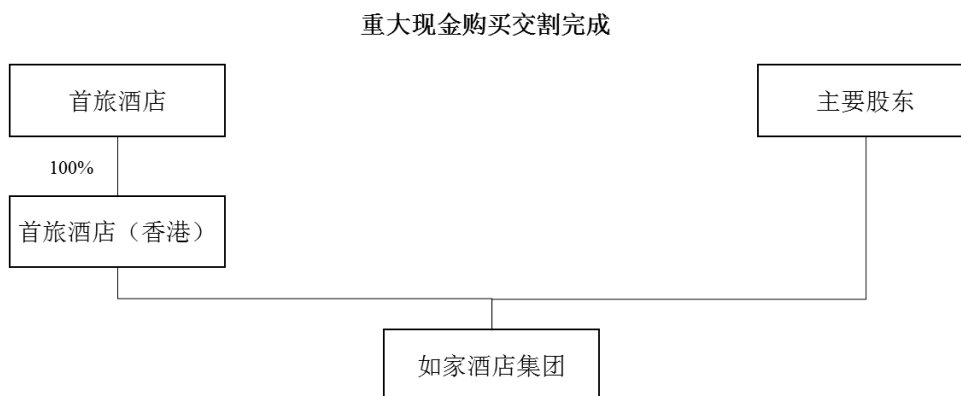 重大现金购买交割完成
首旅酒店
主要股东
100%
首旅酒店（香港）
如家酒店集团